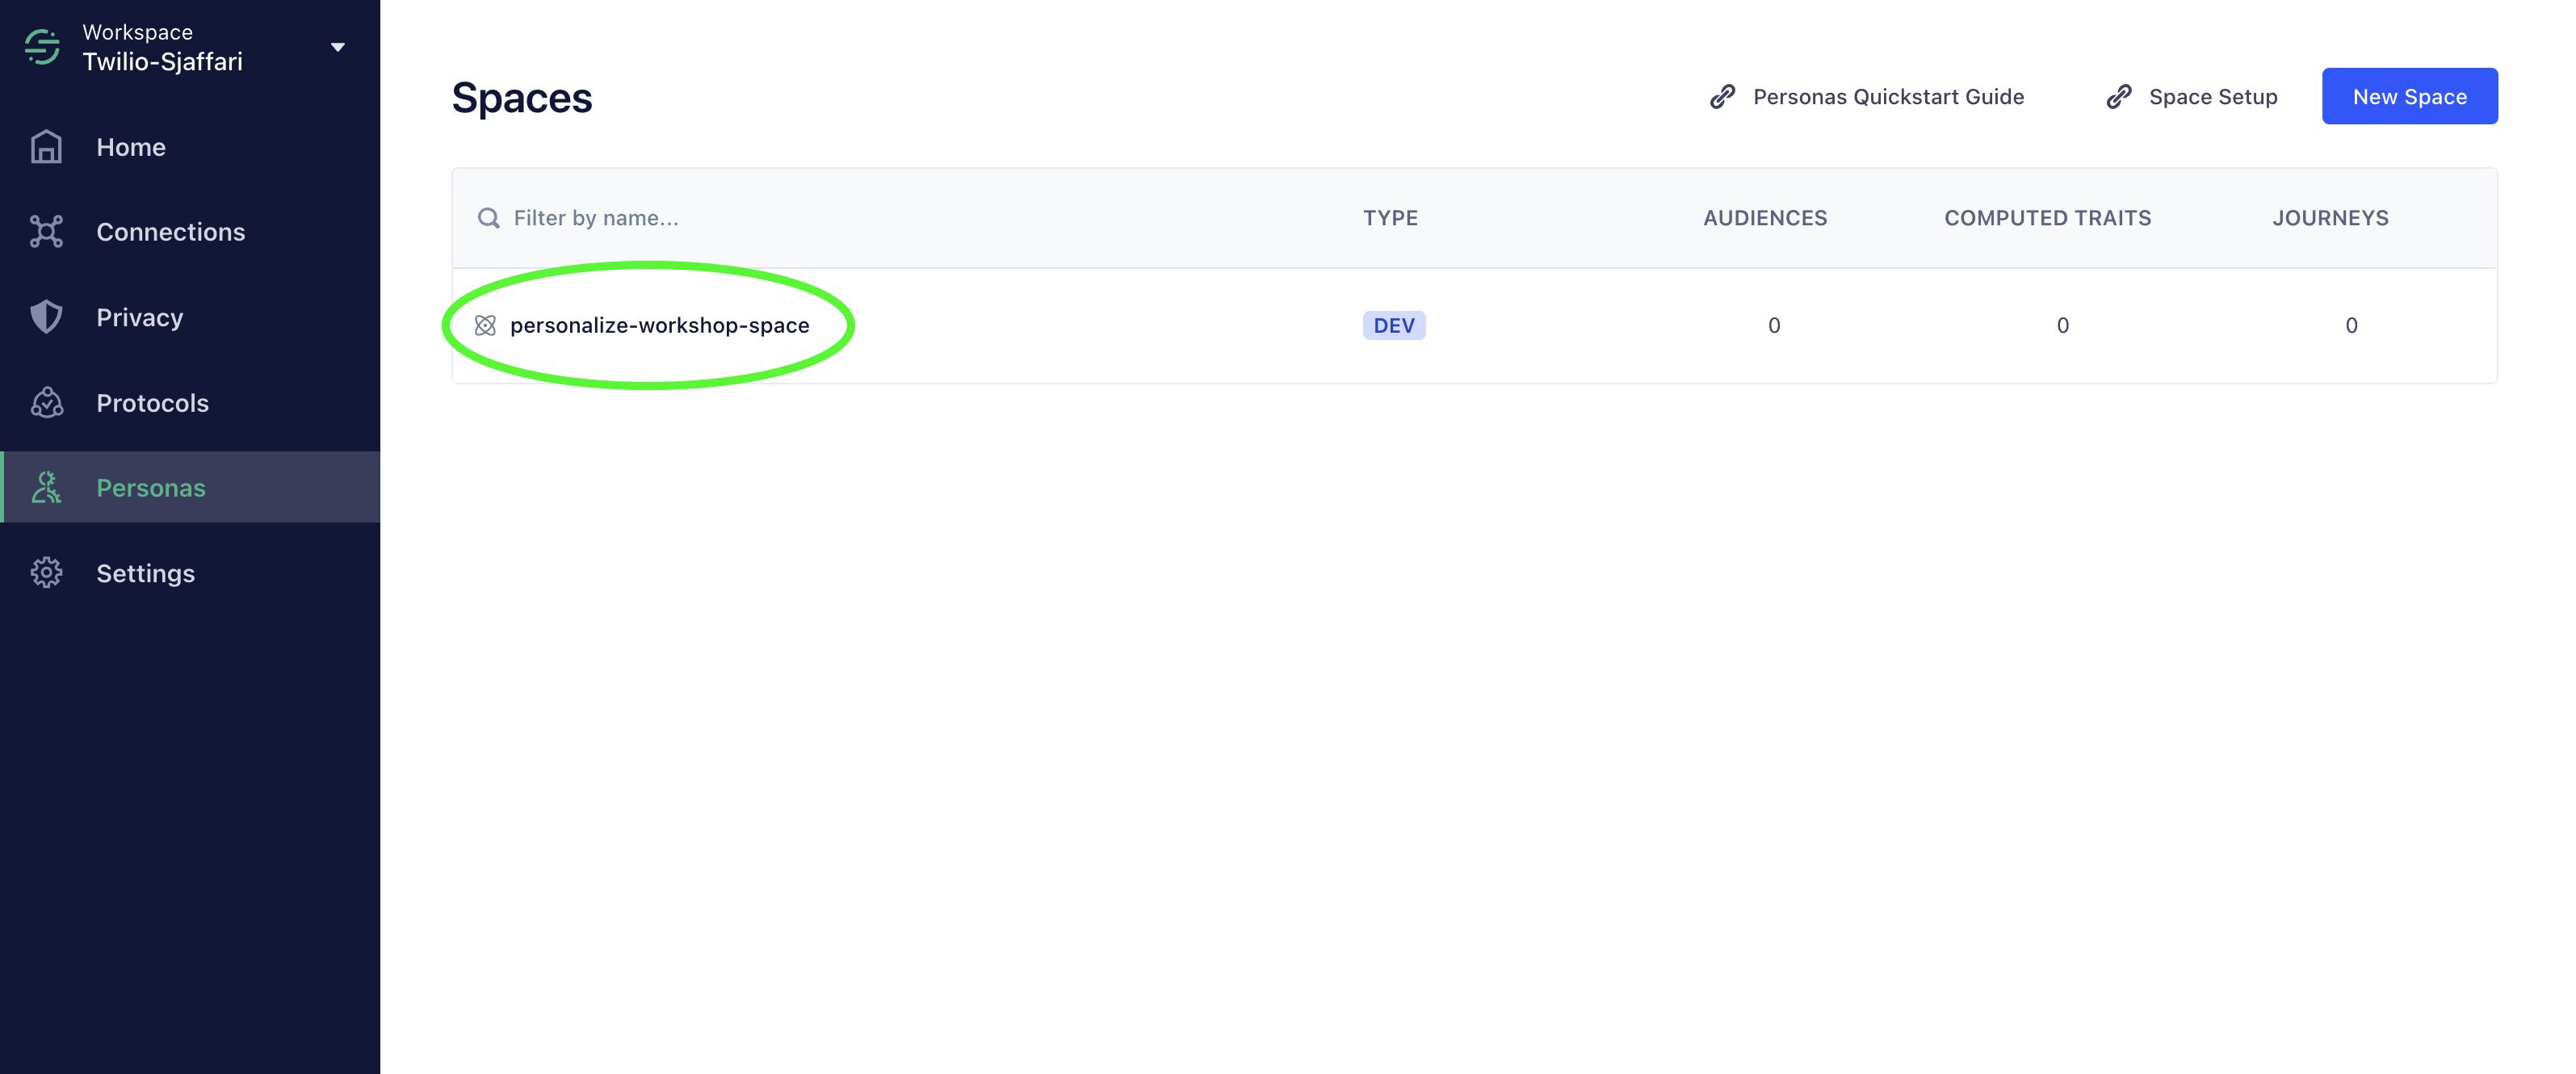 Workspace
Twilio-Sjaffari
Home
Connections
Privacy
Protocols
Personas
Settings
Spaces
Personas Quickstart Guide
Space Setup
New Space
Filter by name...
TYPE
AUDIENCES
COMPUTED TRAITS
JOURNEYS
personalize-workshop-space
DEV
0
0
0